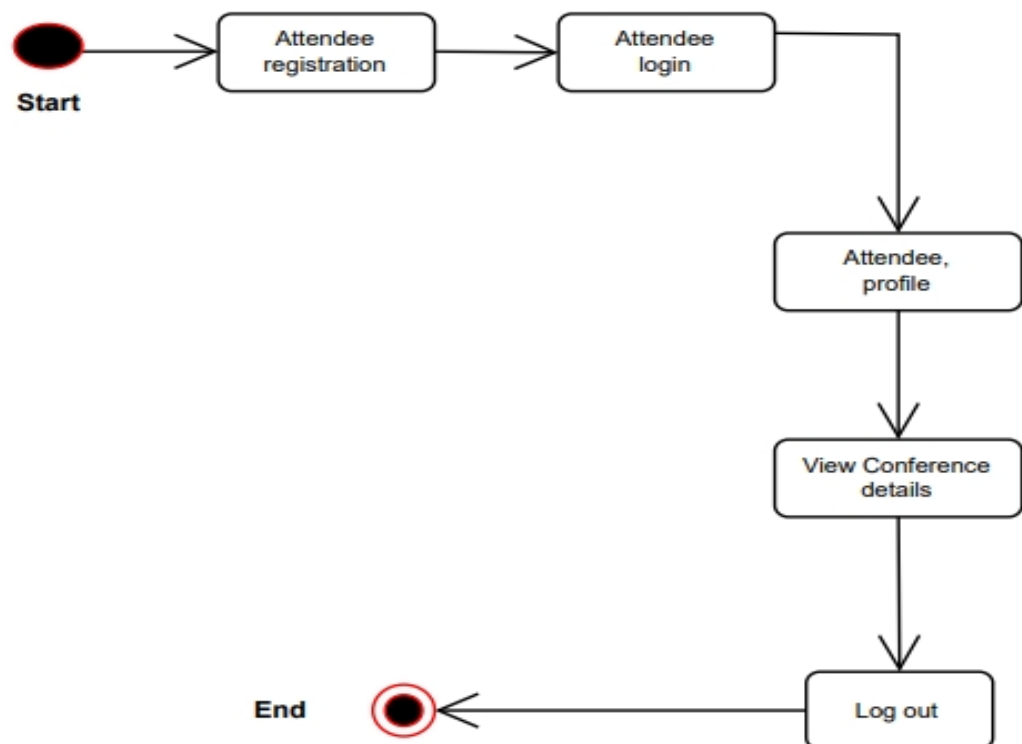 Attendee
registration
Attendee
login
Start
Attendee,
profile
View Conference
details
End
Log out